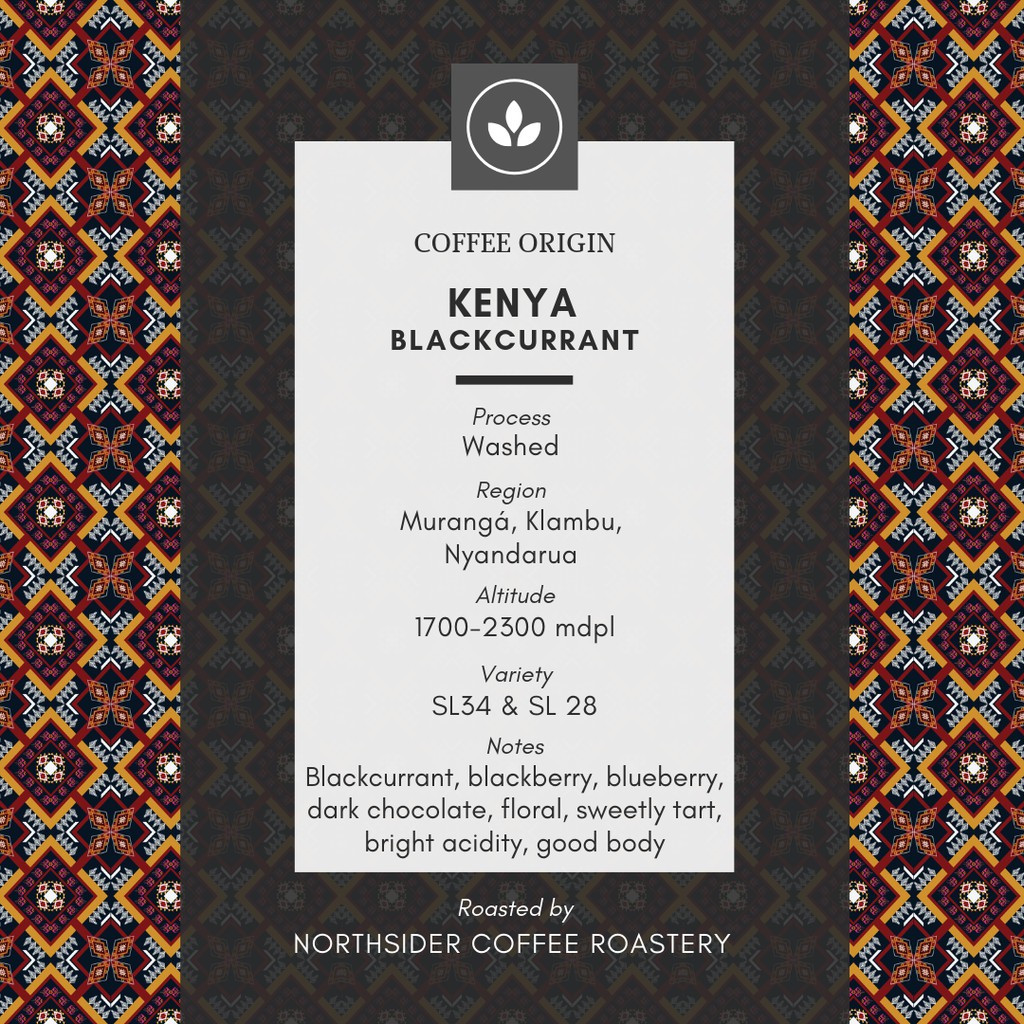 COFFEE ORIGIN
KENYA
BLACKCURRANT
Process
Washed
Region
Murangá, Klambu,
Nyandarua
Altitude
1700-2300 mdpl
Variety
SL34 & SL 28
Notes
Blackcurrant, blackberry, blueberry,
dark chocolate, floral, sweetly tart,
bright acidity, good body
Roasted by
NORTHSIDER COFFEE ROASTERY